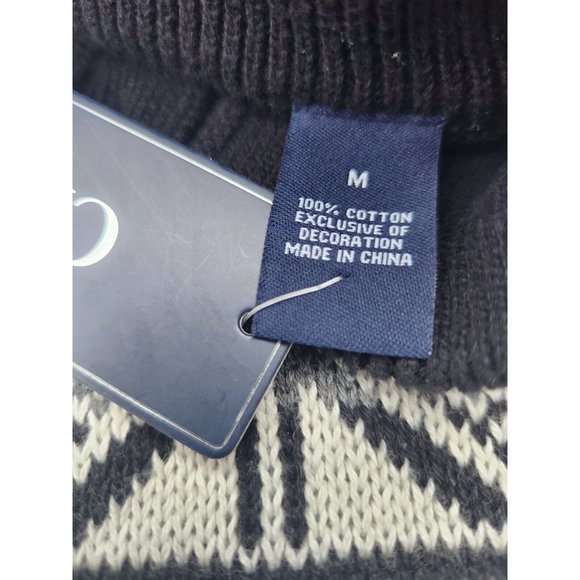 M
100% COTTON
EXCLUSIVE OF
DECORATION
MADE IN CHINA